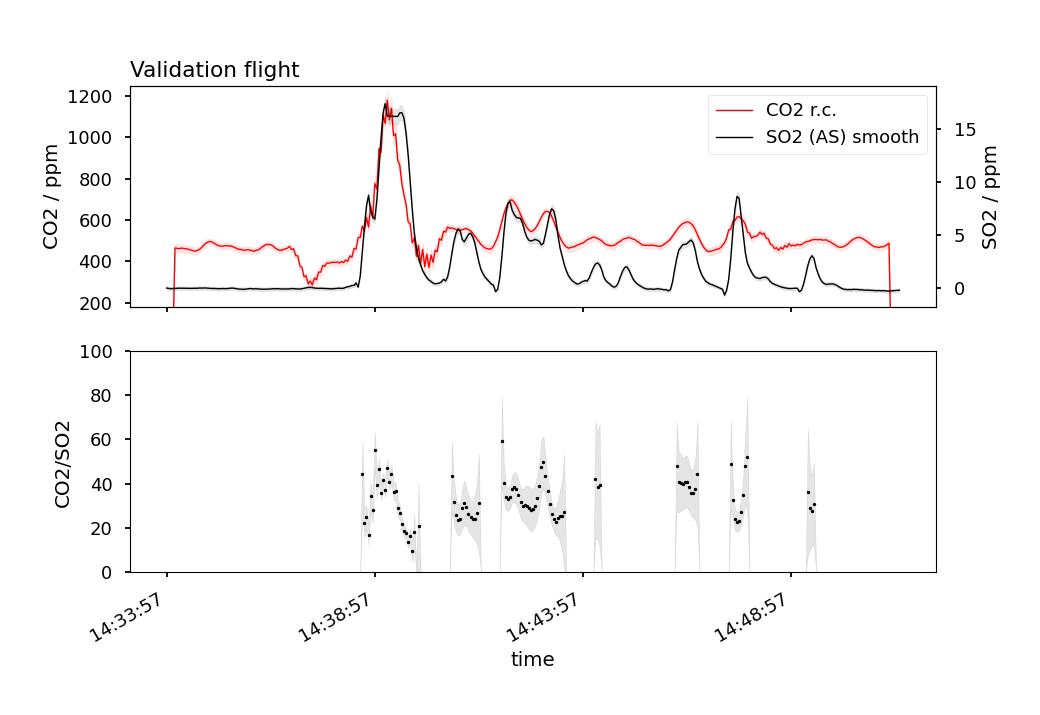 Validation flight
1200
1000
800
600
400
200
CO2 / ppm
CO2 r.c.
SO2 (AS) smooth
15
10
5
0
SO2 / ppm
100
80
60
40
20
0
CO2/SO2
14:33:57
14:38:57
14:43:57
14:48:57
time